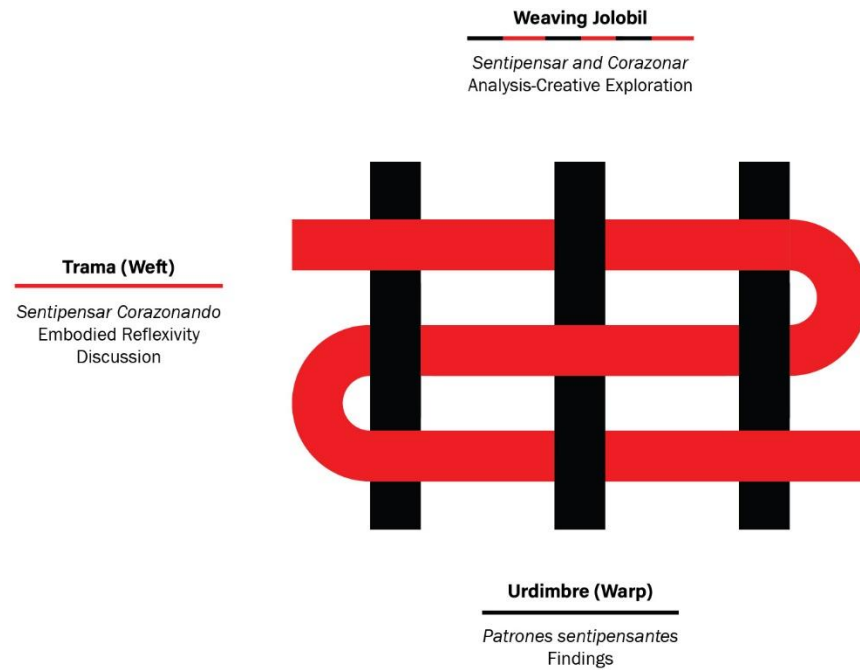 Weaving Jolobil
Sentipensar and Corazonar
Analysis-Creative Exploration
Trama (Weft)
Sentipensar Corazonando
Embodied Reflexivity
Discussion
Urdimbre (Warp)
Patrones sentipensantes
Findings